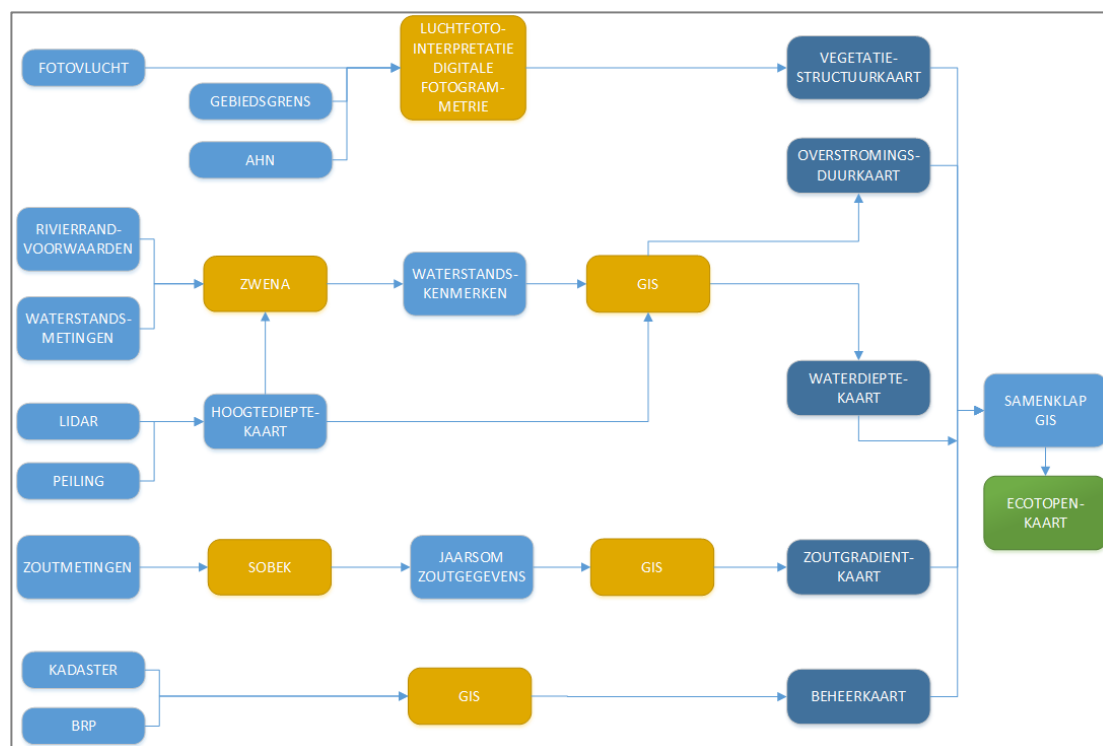 FOTOVLUCHT
GEBIEDSGRENS
AHN
LUCHTFOTO-
INTERPRETATIE
DIGITALE
FOTOGRAM-
METRIE
VEGETATIE-
STRUCTUURKAART
OVERSTROMINGS-
DUURKAART
RIVIERRAND-
VOORWAARDEN
WATERSTANDS-
METINGEN
ZWENA
WATERSTANDS-
KENMERKEN
GIS
WATERDIEPTE-
KAART
LIDAR
PEILING
HOOGTEDIEPTE-
KAART
SAMENKLAP
GIS
ECOTOPEN-
KAART
ZOUTMETINGEN
SOBEK
JAARSOM
ZOUTGEGEVENS
GIS
ZOUTGRADIENT-
KAART
KADASTER
BRP
GIS
BEHEERKAART